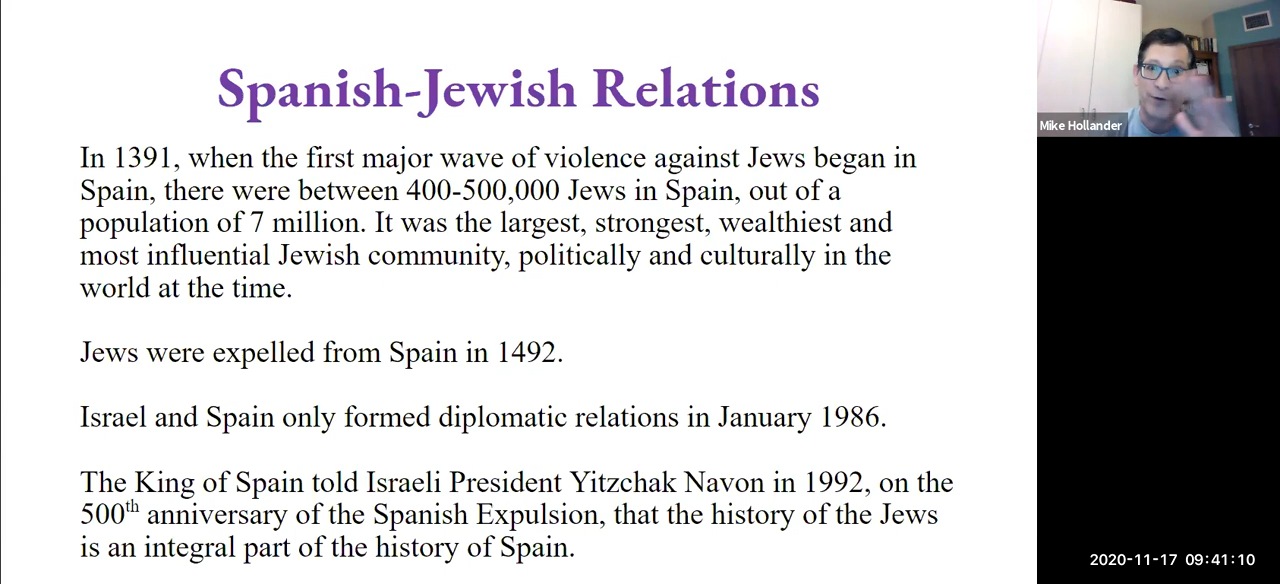 Spanish-Jewish Relations
In 1391, when the first major wave of violence against Jews began in
Spain, there were between 400-500,000 Jews in Spain, out of a
population of 7 million. It was the largest, strongest, wealthiest and
most influential Jewish community, politically and culturally in the
world at the time.
Jews were expelled from Spain in 1492.
Israel and Spain only formed diplomatic relations in January 1986.
The King of Spain told Israeli President Yitzchak Navon in 1992, on the
500th anniversary of the Spanish Expulsion, that the history of the Jews
is an integral part of the history of Spain.
Mike Hollander
2020-11-17 09:41:10